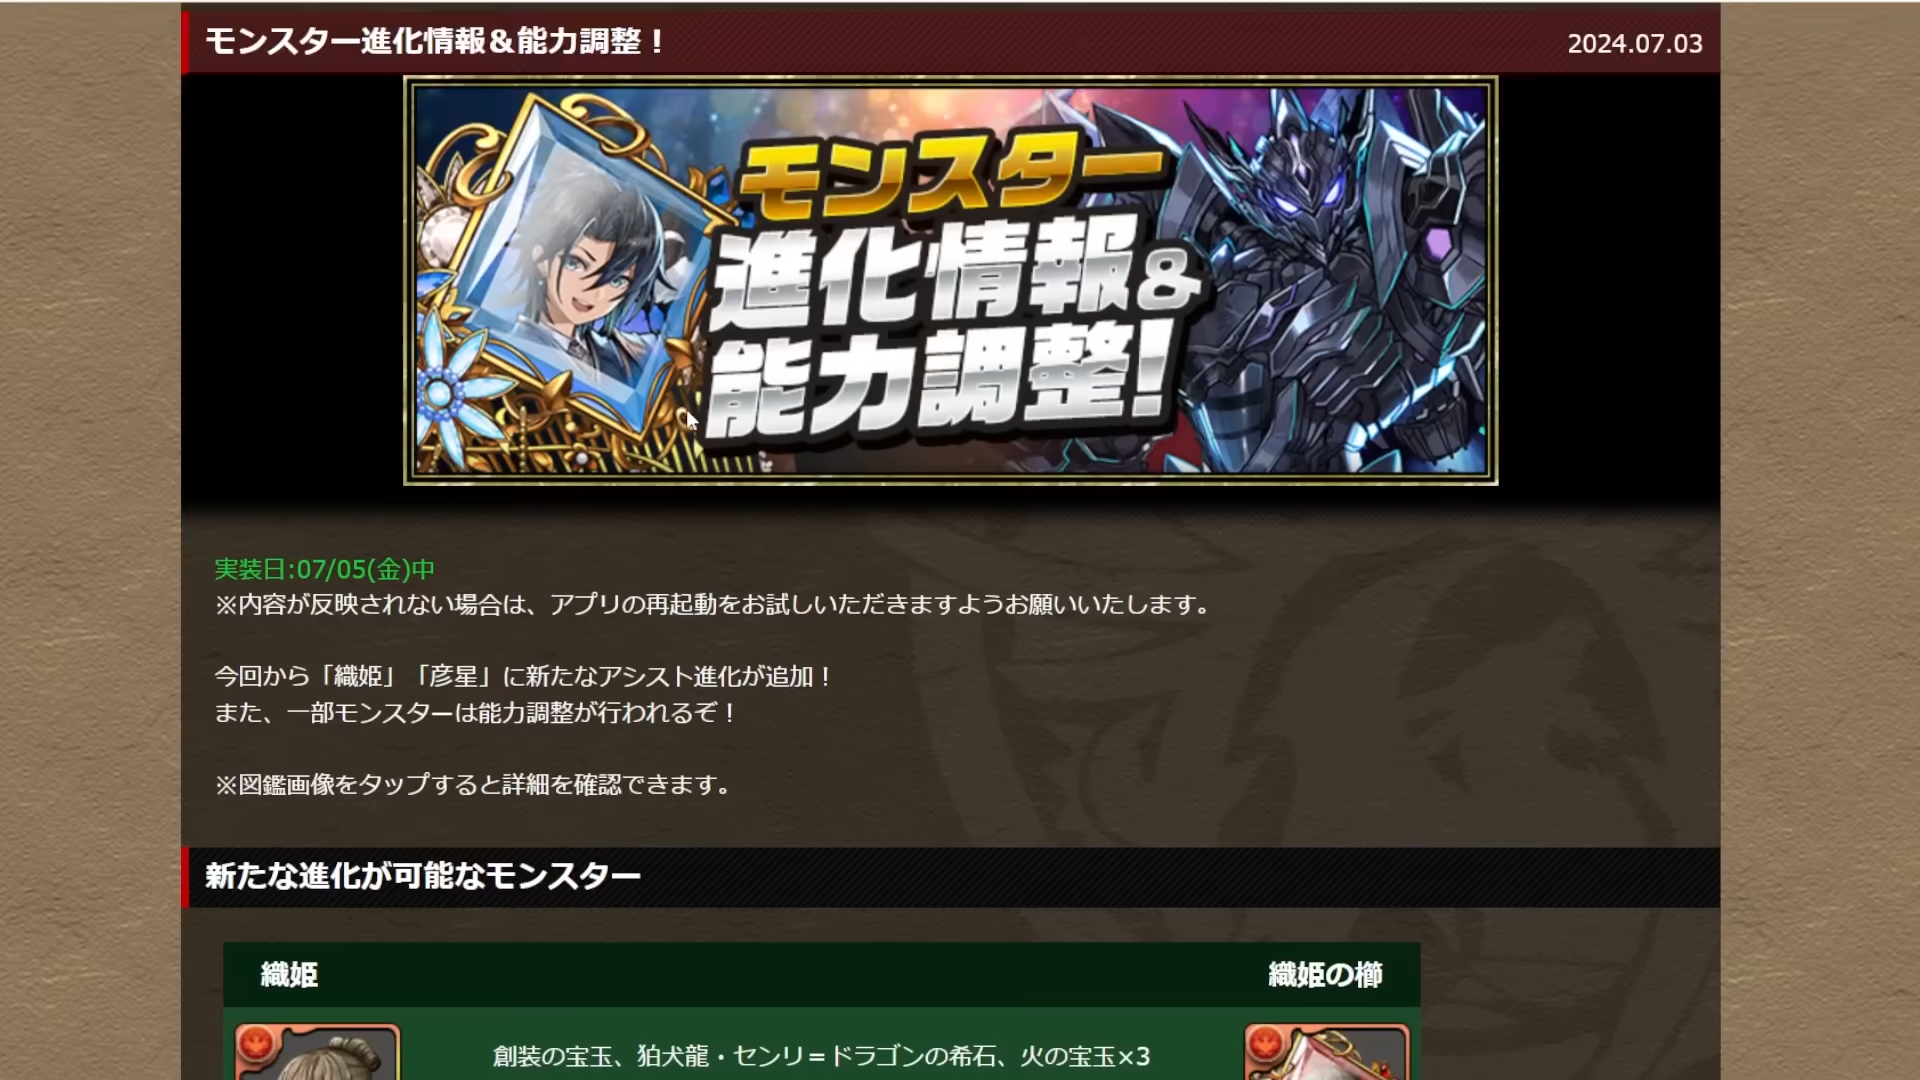 モンスター進化情報＆能力調整！
2024.07.03
モンスター
進化情報&
能力調整!
実装日:07/05(金)中
※内容が反映されない場合は、アプリの再起動をお試しいただきますようお願いいたします。
今回から「織姫」「彦星」に新たなアシスト進化が追加！
また、一部モンスターは能力調整が行われるぞ！
※図鑑画像をタップすると詳細を確認できます。
新たな進化が可能なモンスター
織姫
織姫の櫛
創装の宝玉、狛犬龍・センリ＝ドラゴンの希石、火の宝玉×3